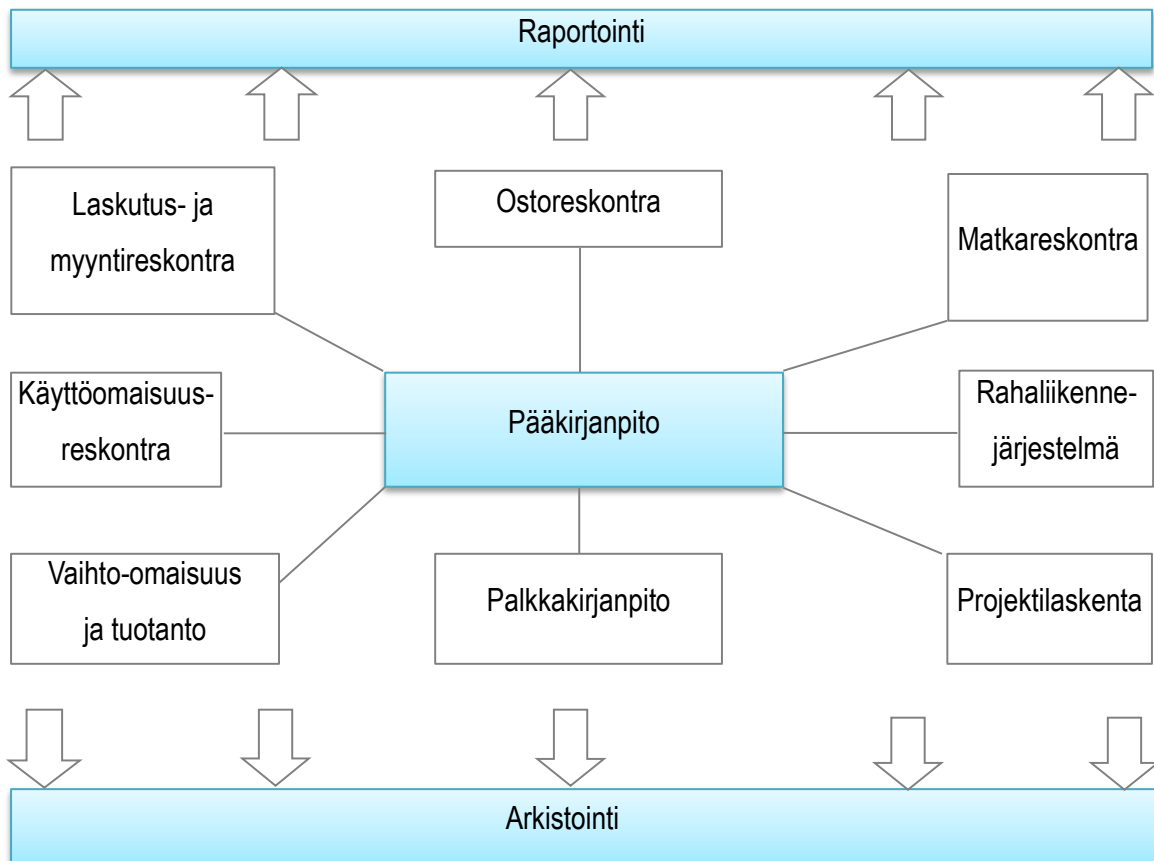 Raportointi
Laskutus- ja
myyntireskontra
Ostoreskontra
Matkareskontra
Käyttöomaisuus-
reskontra
Pääkirjanpito
Rahaliikenne-
järjestelmä
Vaihto-omaisuus
ja tuotanto
Palkkakirjanpito
Projektilaskenta
Arkistointi